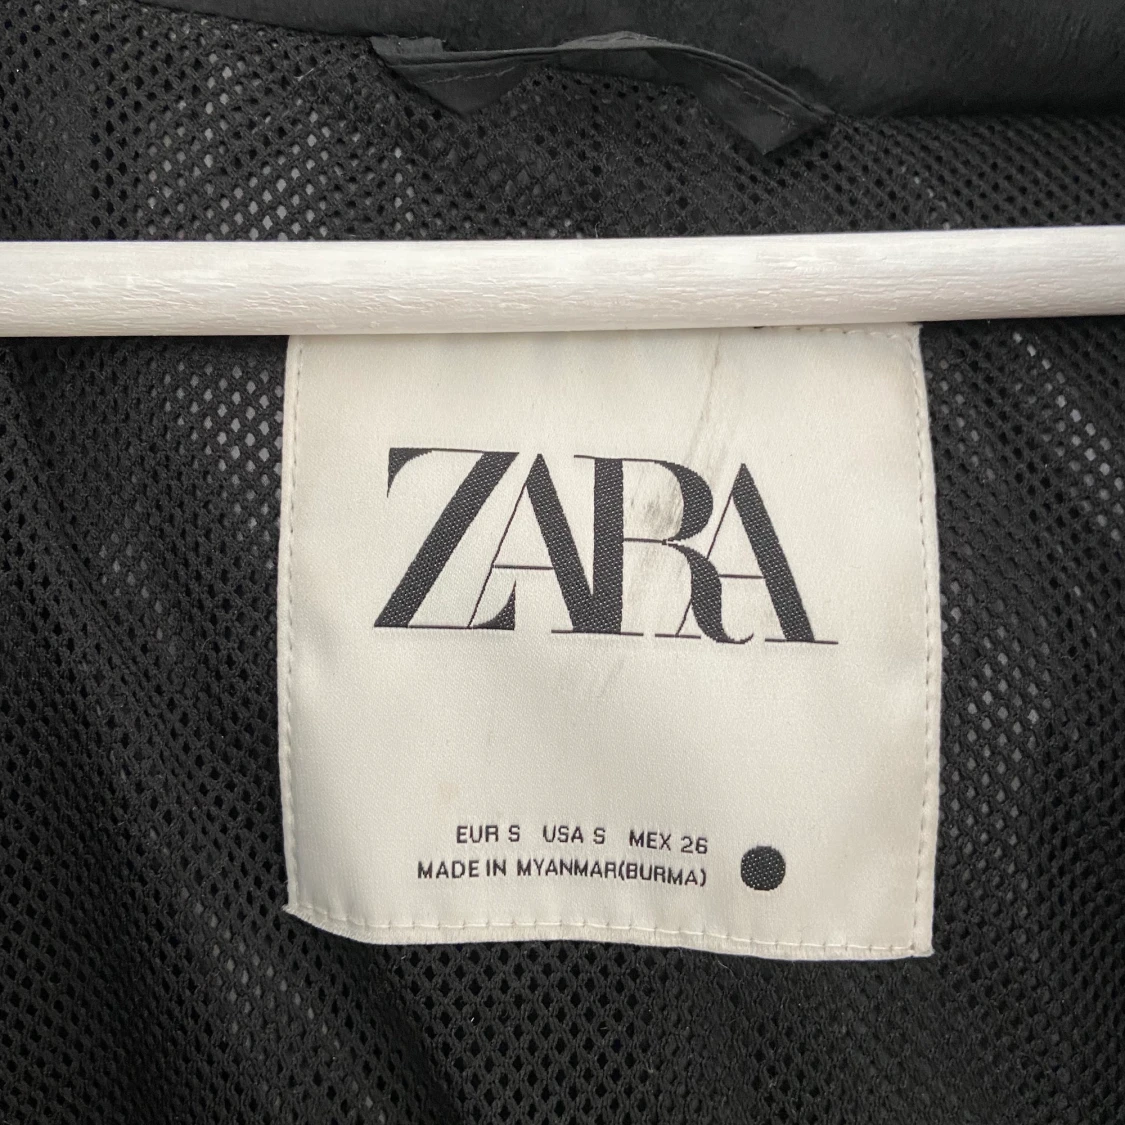 ZARA
EUR S USA S MEX 26
MADE IN MYANMAR(BURMA)